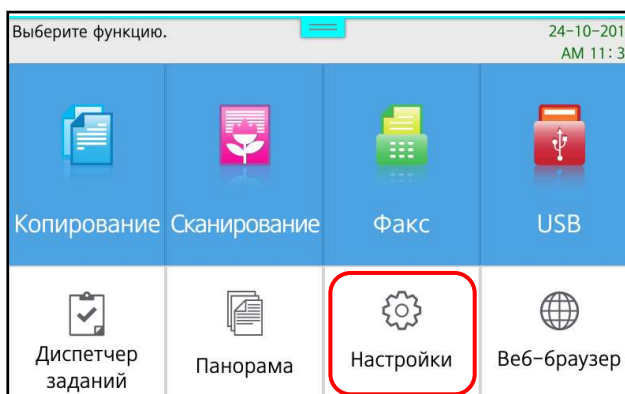 Выберите функцию.
24-10-201
AM 11:3
Копирование Сканирование Факс USB
Диспетчер заданий
Панорама
Настройки
Веб-браузер